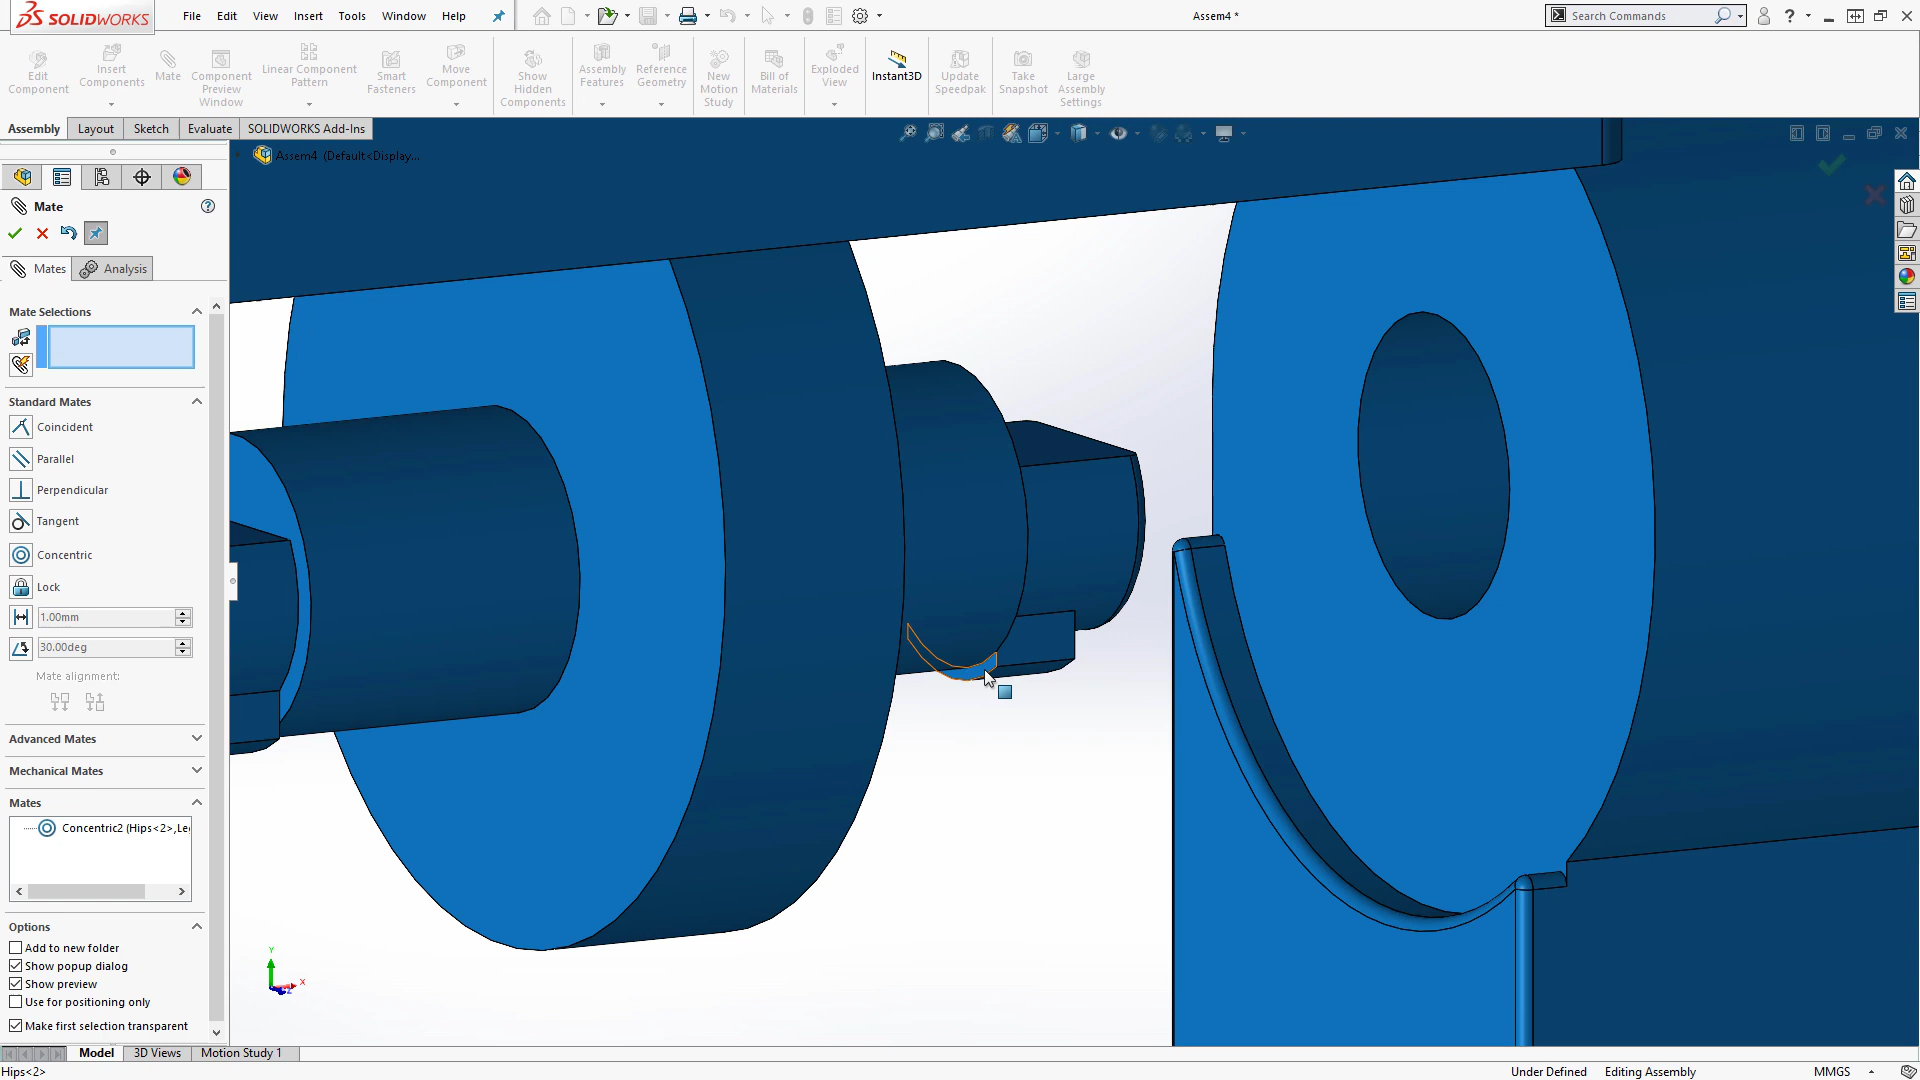 SOLIDWORKS
File Edit View Insert Tools Window Help
Assem4 *
Search Commands
Edit Component
Insert Components
Mate
Component Preview Window
Linear Component Pattern
Smart Fasteners
Move Component
Show Hidden Components
Assembly Features
Reference Geometry
New Motion Study
Bill of Materials
Exploded View
Instant3D
Update Speedpak
Take Snapshot
Large Assembly Settings
Assembly Layout Sketch Evaluate SOLIDWORKS Add-Ins
Assem4 (Default<Display...
Mate
Mates Analysis
Mate Selections
Standard Mates
Coincident
Parallel
Perpendicular
Tangent
Concentric
Lock
1.00mm
30.00deg
Mate alignment:
Advanced Mates
Mechanical Mates
Mates
Concentric2 (Hips<2>,Le
Options
Add to new folder
Show popup dialog
Show preview
Use for positioning only
Make first selection transparent
Y
X
Z
Model 3D Views Motion Study 1
Hips<2>
Under Defined Editing Assembly MMGS